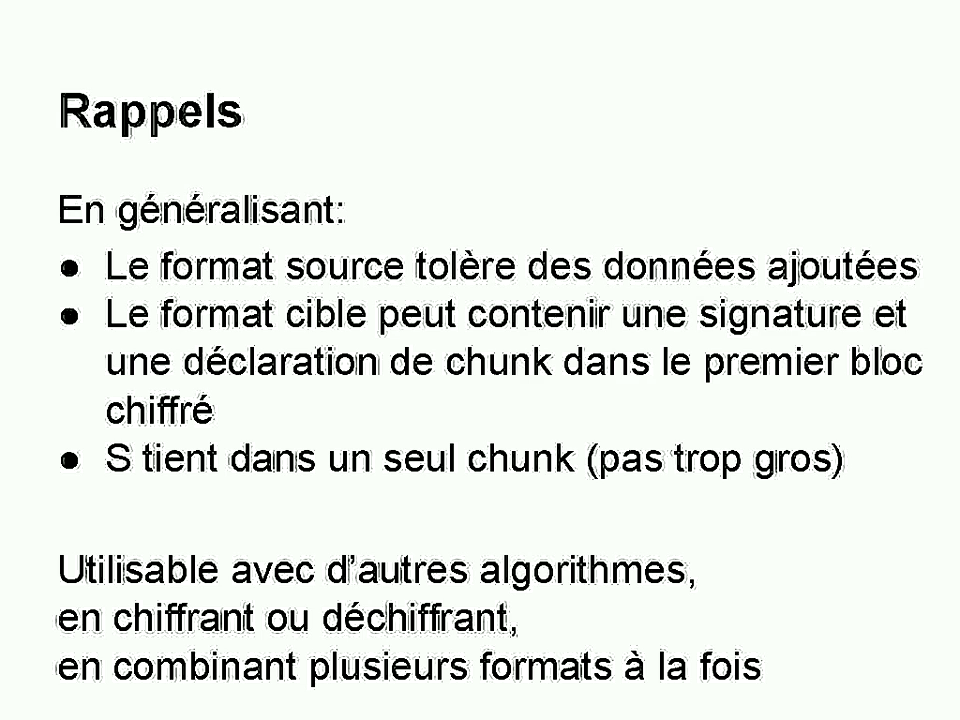 Rappels
En généralisant:
● Le format source tolère des données ajoutées
● Le format cible peut contenir une signature et
une déclaration de chunk dans le premier bloc
chiffré
● S tient dans un seul chunk (pas trop gros)
Utilisable avec d’autres algorithmes,
en chiffrant ou déchiffrant,
en combinant plusieurs formats à la fois